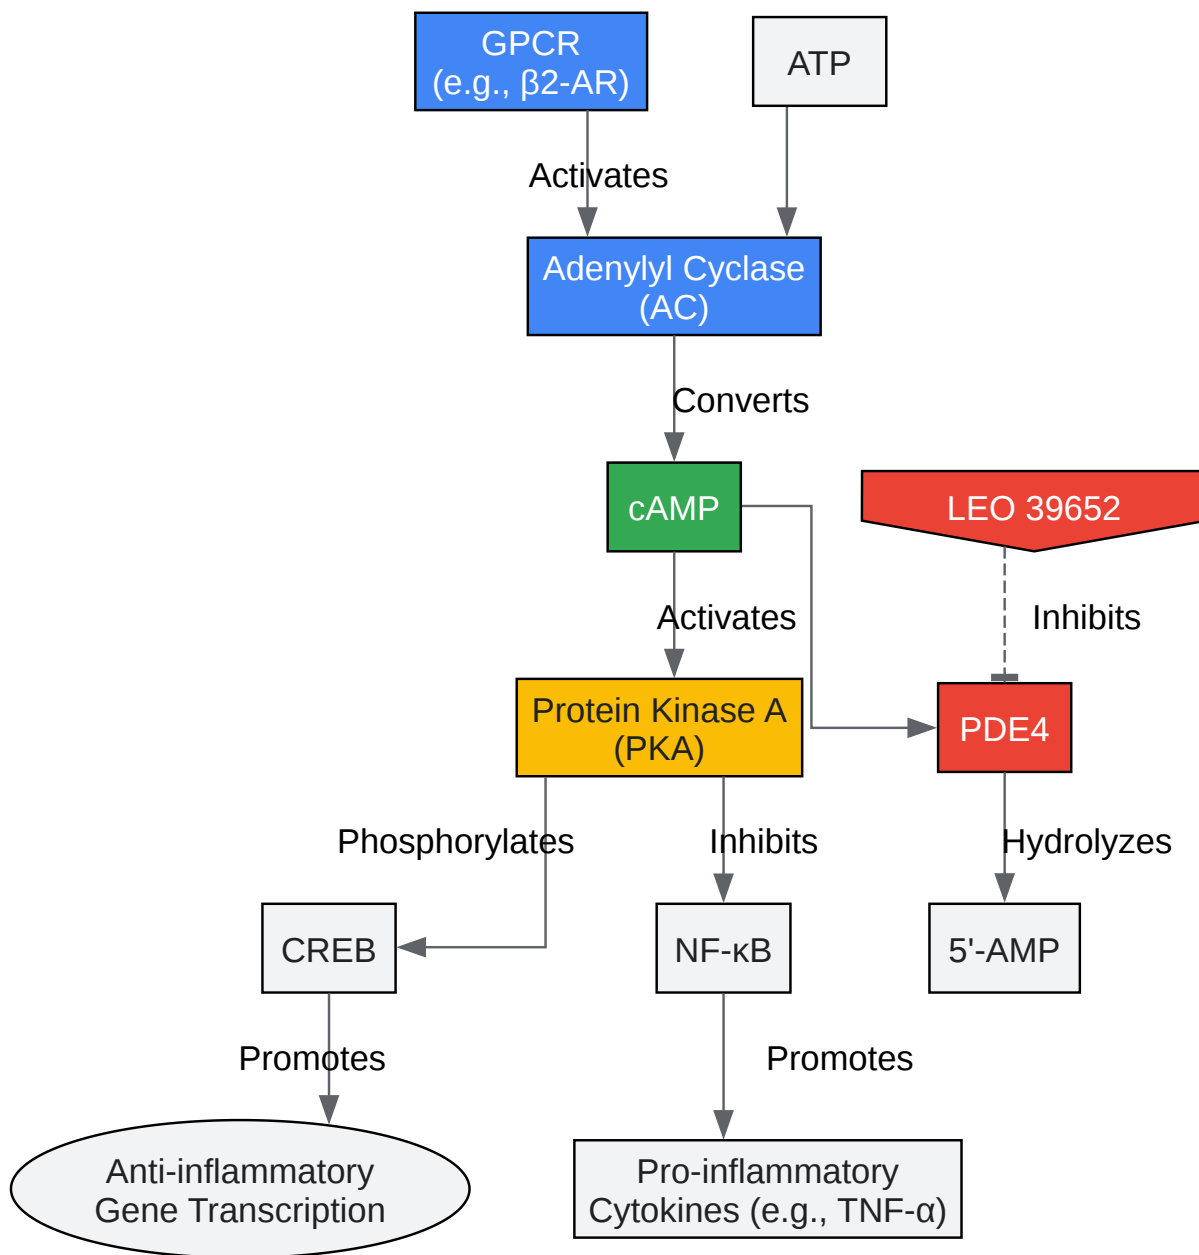 GPCR
(e.g., β2-AR)
ATP
Activates
Adenylyl Cyclase
(AC)
Converts
cAMP
LEO 39652
Activates
Inhibits
Protein Kinase A
(PKA)
PDE4
Phosphorylates
Inhibits
Hydrolyzes
CREB
NF-κB
5'-AMP
Promotes
Promotes
Anti-inflammatory
Gene Transcription
Pro-inflammatory
Cytokines (e.g., TNF-α)